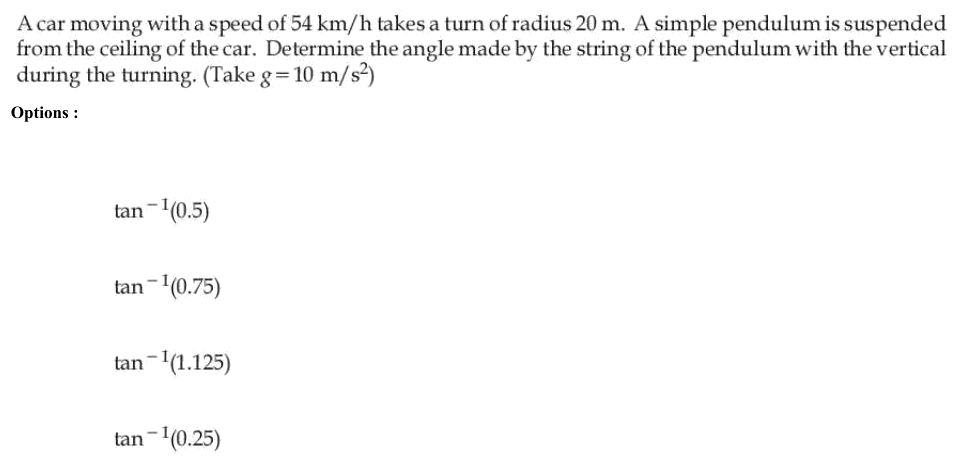 A car moving with a speed of 54 km/h takes a turn of radius 20 m. A simple pendulum is suspended
from the ceiling of the car. Determine the angle made by the string of the pendulum with the vertical
during the turning. (Take g = 10 m/s²)
Options :
tan⁻¹(0.5)
tan⁻¹(0.75)
tan⁻¹(1.125)
tan⁻¹(0.25)